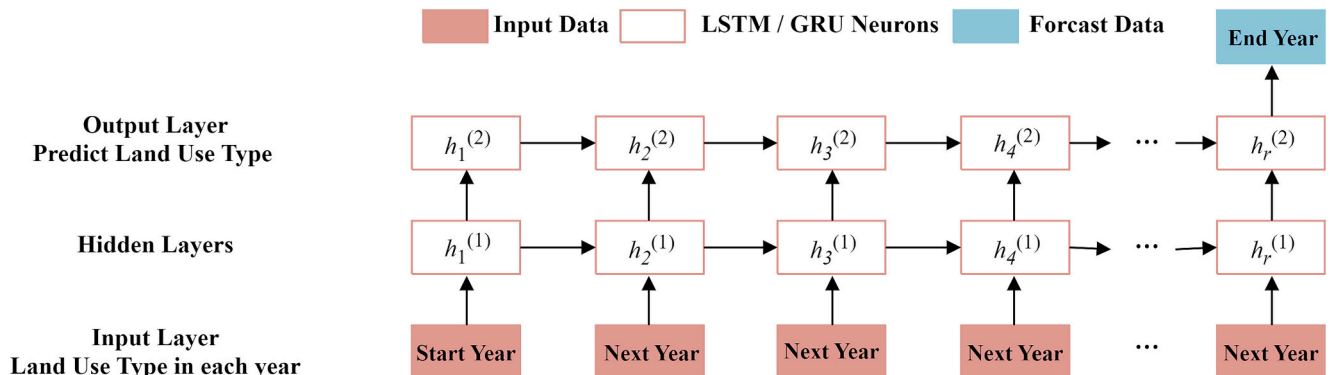 Input Data LSTM / GRU Neurons Forcast Data End Year
Output Layer
Predict Land Use Type
h₁⁽²⁾ h₂⁽²⁾ h₃⁽²⁾ h₄⁽²⁾ ... hᵣ⁽²⁾
Hidden Layers
h₁⁽¹⁾ h₂⁽¹⁾ h₃⁽¹⁾ h₄⁽¹⁾ ... hᵣ⁽¹⁾
Input Layer
Land Use Type in each year
Start Year Next Year Next Year Next Year ... Next Year